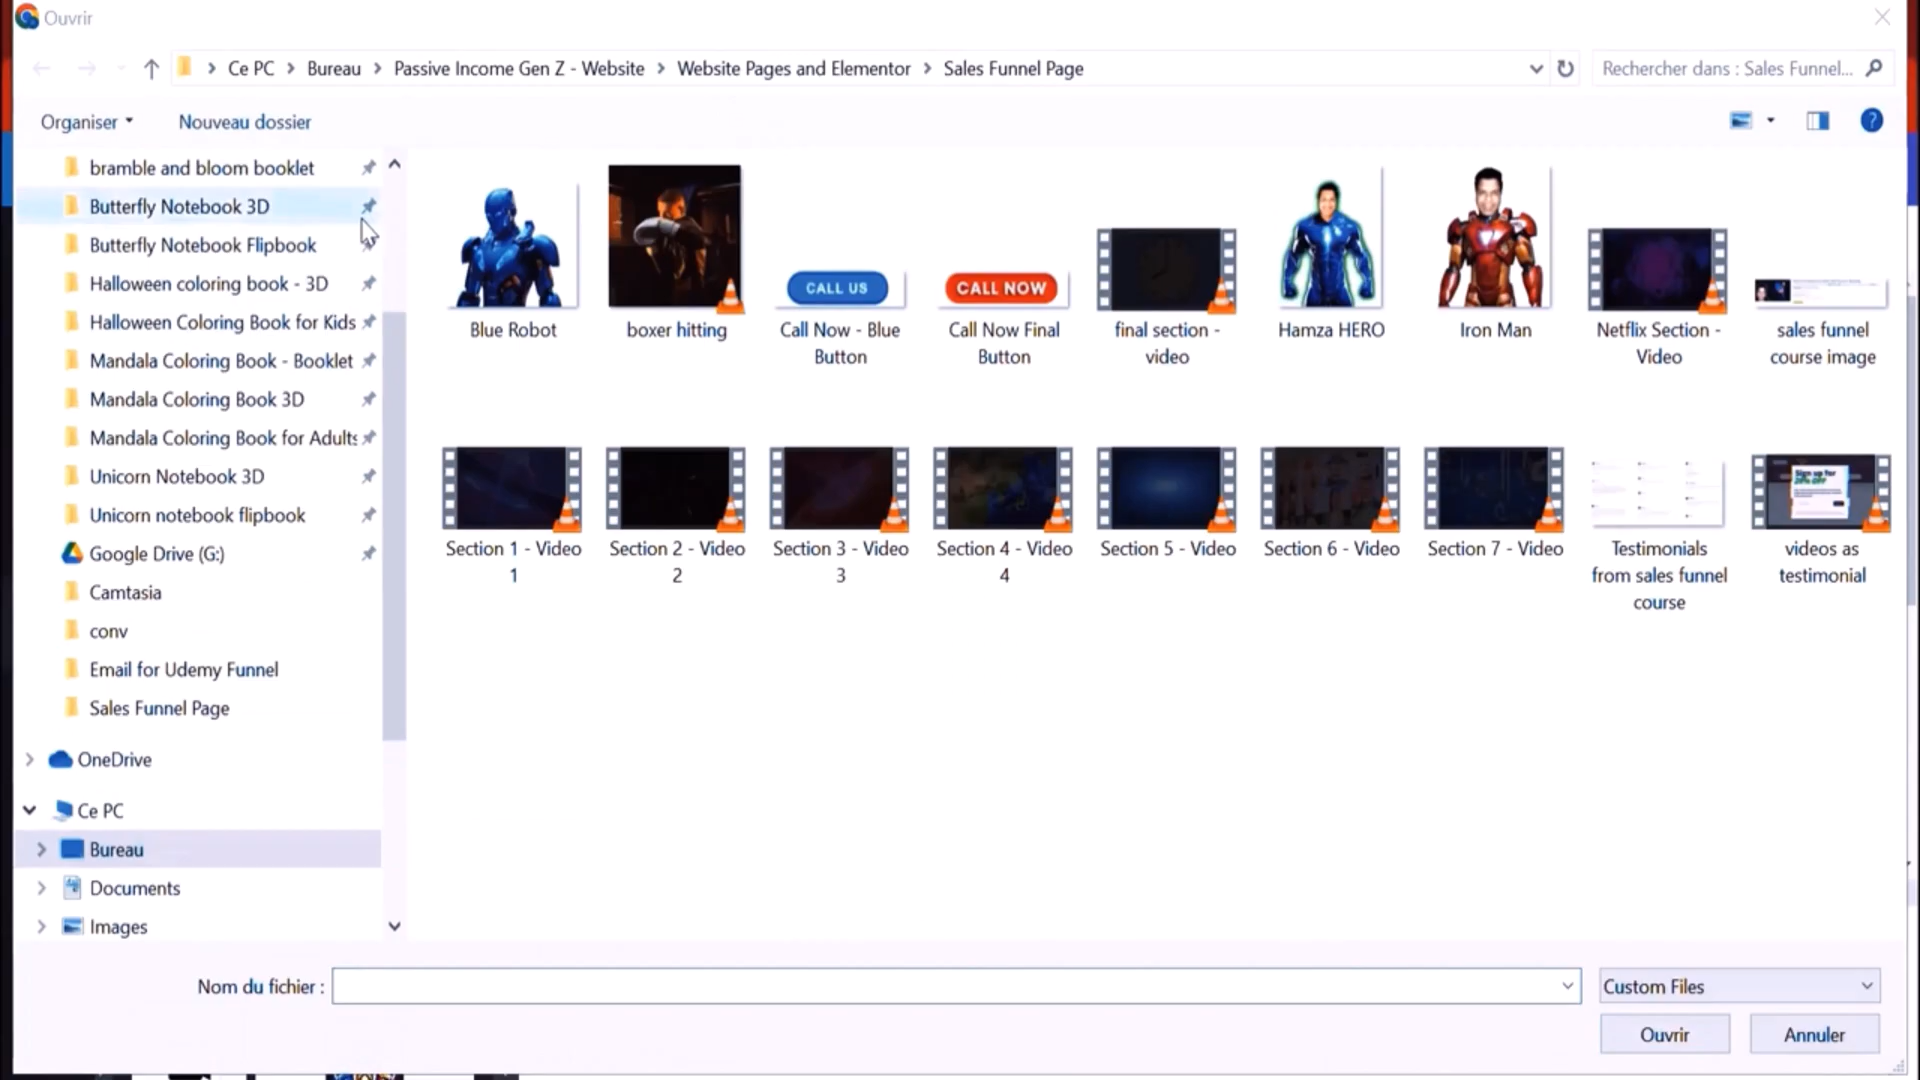 Ouvrir
Ce PC
Bureau
Passive Income Gen Z - Website
Website Pages and Elementor
Sales Funnel Page
Rechercher dans : Sales Funnel...
Organiser
Nouveau dossier
?
bramble and bloom booklet
Butterfly Notebook 3D
Butterfly Notebook Flipbook
Halloween coloring book - 3D
Halloween Coloring Book for Kids
Mandala Coloring Book - Booklet
Mandala Coloring Book 3D
Mandala Coloring Book for Adults
Unicorn Notebook 3D
Unicorn notebook flipbook
Google Drive (G:)
Camtasia
conv
Email for Udemy Funnel
Sales Funnel Page
OneDrive
Ce PC
Bureau
Documents
Images
CALL US
CALL NOW
Blue Robot
boxer hitting
Call Now - Blue
Button
Call Now Final
Button
final section -
video
Hamza HERO
Iron Man
Netflix Section -
Video
sales funnel
course image
Sign up for
Section 1 - Video
1
Section 2 - Video
2
Section 3 - Video
3
Section 4 - Video
4
Section 5 - Video
Section 6 - Video
Section 7 - Video
Testimonials
from sales funnel
course
videos as
testimonial
Nom du fichier :
Custom Files
Ouvrir
Annuler